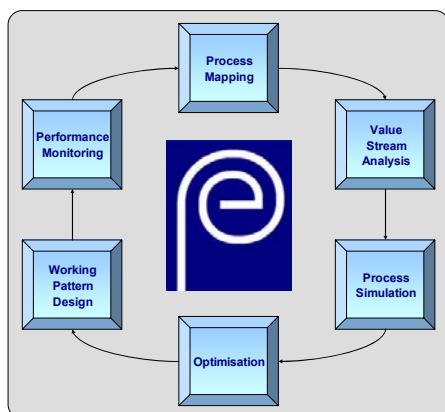 Process
Mapping
Value
Stream
Analysis
Process
Simulation
Optimisation
Working
Pattern
Design
Performance
Monitoring